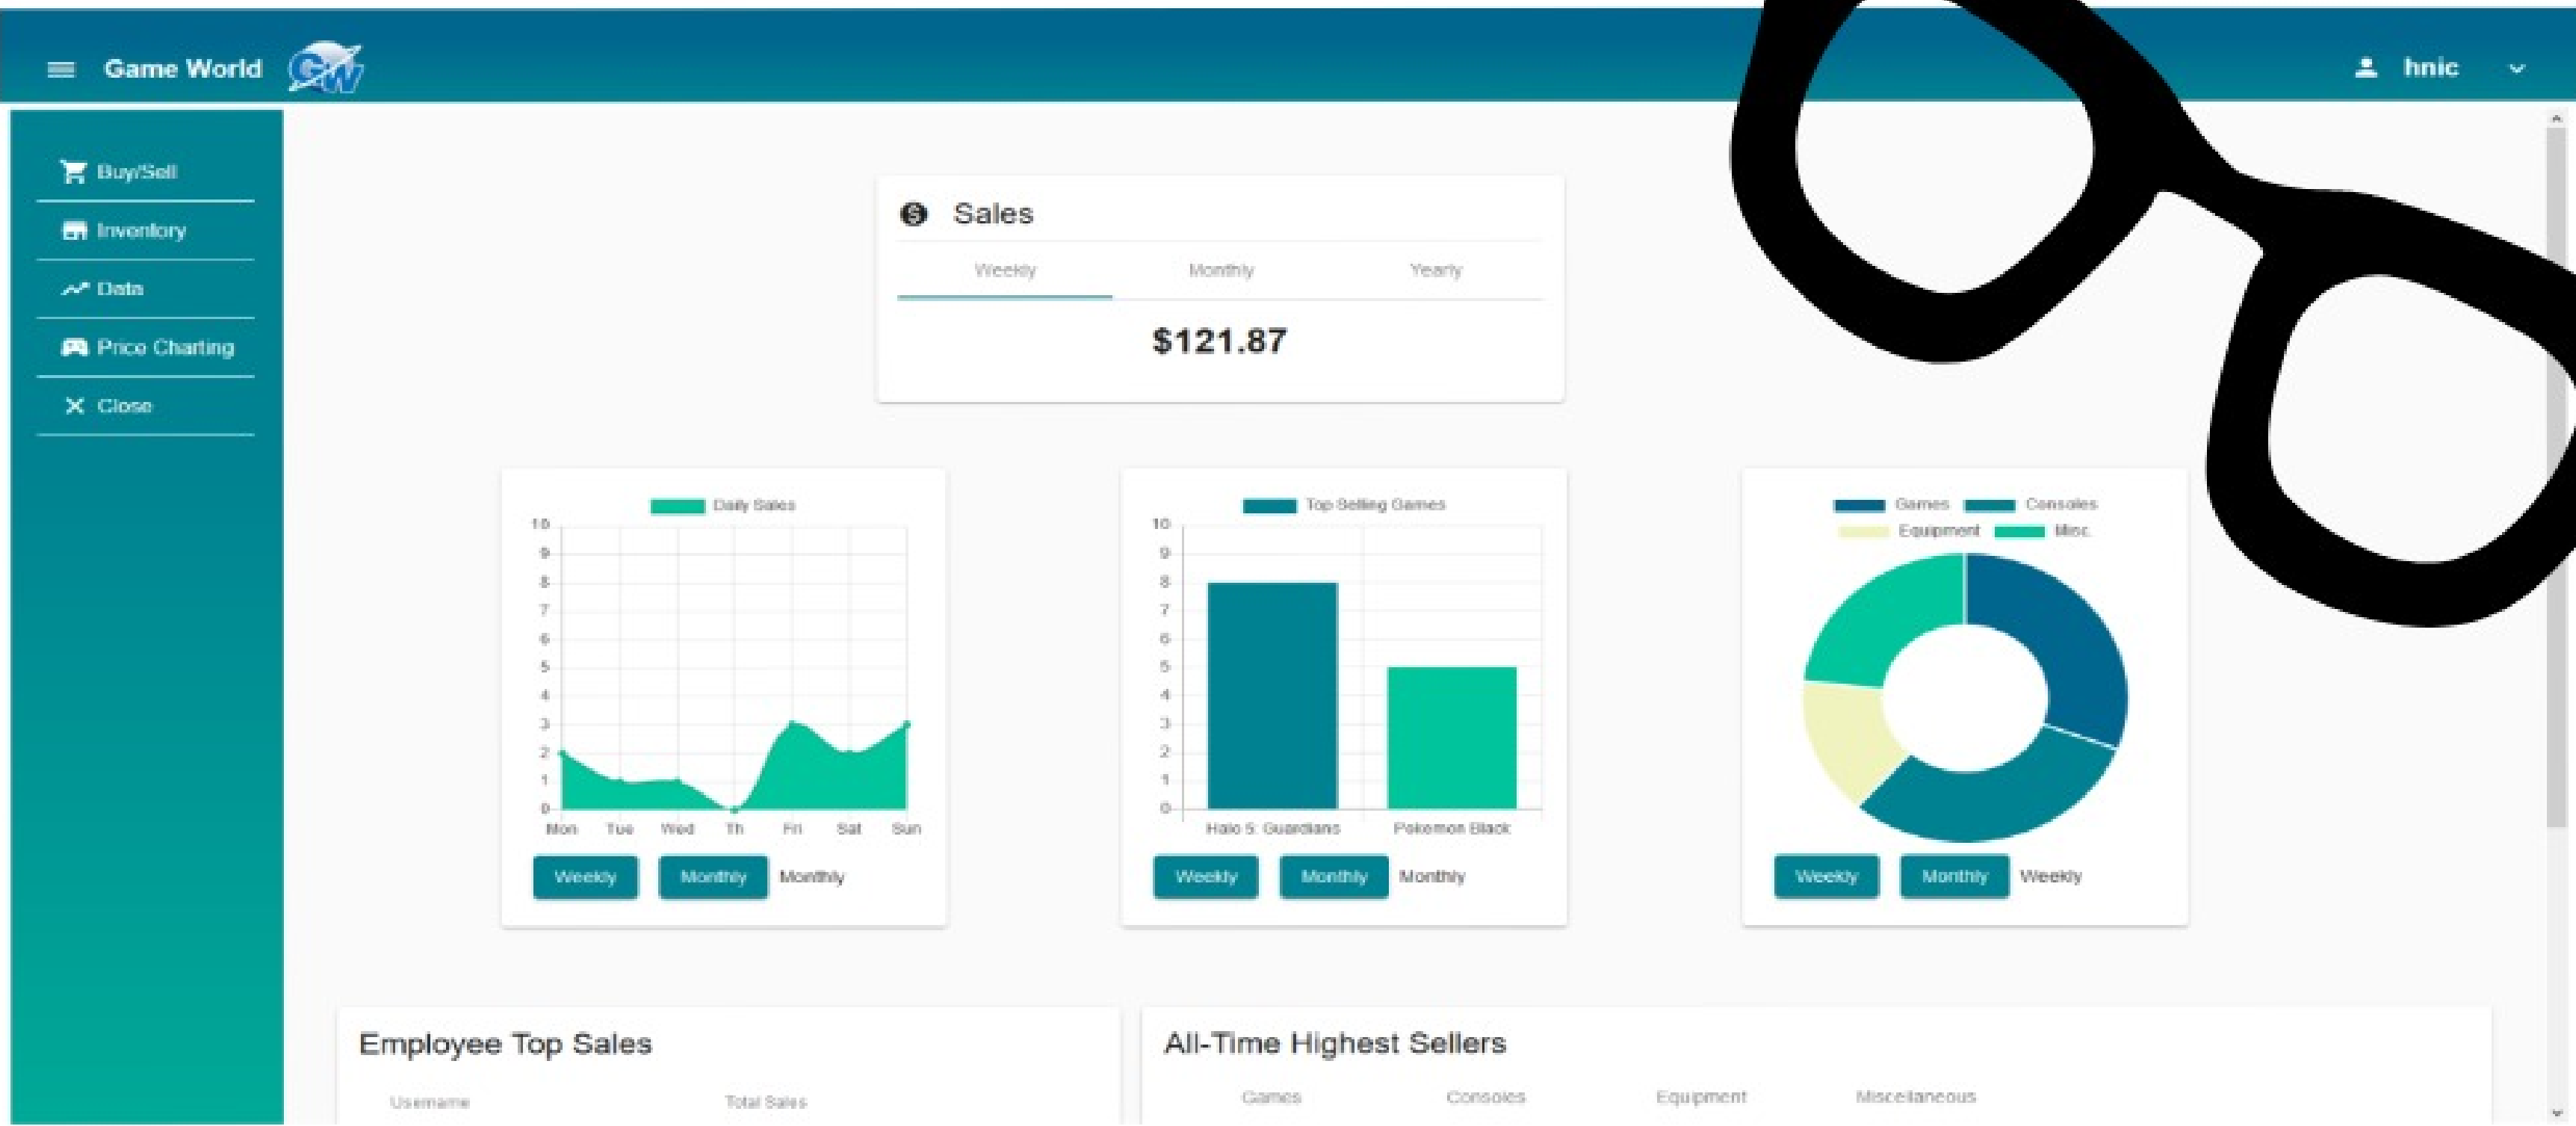 Game World GW hnic
Buy/Sell
Inventory
Data
Price Charting
Close
Sales
Weekly Monthly Yearly
$121.87
Daily Sales
10
9
8
7
6
5
4
3
2
1
0
Mon Tue Wed Th Fri Sat Sun
Weekly Monthly Monthly
Top Selling Games
10
9
8
7
6
5
4
3
2
1
0
Halo 5: Guardians Pokemon Black
Weekly Monthly Monthly
Games Consoles
Equipment Misc.
Weekly Monthly Weekly
Employee Top Sales
Username Total Sales
All-Time Highest Sellers
Games Consoles Equipment Miscellaneous